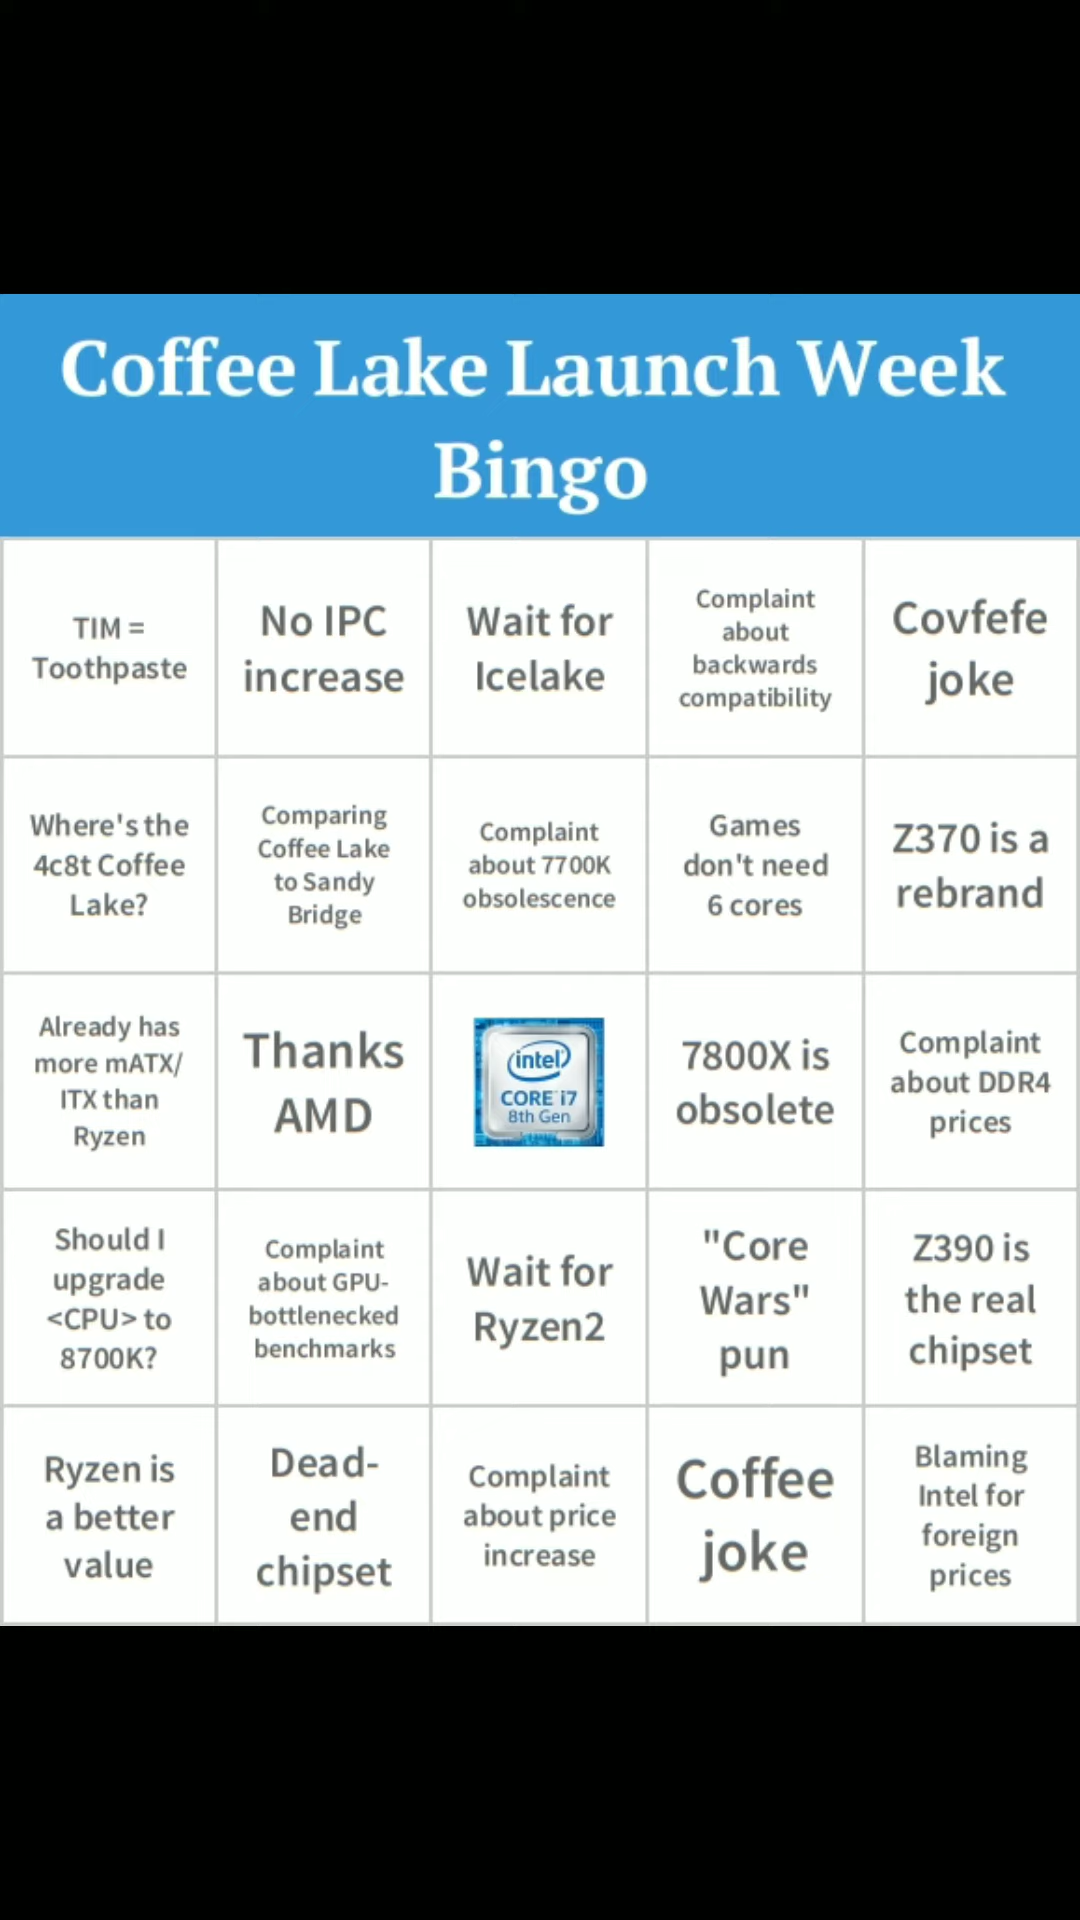 Coffee Lake Launch Week
Bingo
TIM =
Toothpaste
No IPC
increase
Wait for
Icelake
Complaint
about
backwards
compatibility
Covfefe
joke
Where's the
4c8t Coffee
Lake?
Comparing
Coffee Lake
to Sandy
Bridge
Complaint
about 7700K
obsolescence
Games
don't need
6 cores
Z370 is a
rebrand
Already has
more mATX/
ITX than
Ryzen
Thanks
AMD
intel
CORE i7
8th Gen
7800X is
obsolete
Complaint
about DDR4
prices
Should I
upgrade
<CPU> to
8700K?
Complaint
about GPU-
bottlenecked
benchmarks
Wait for
Ryzen2
"Core
Wars"
pun
Z390 is
the real
chipset
Ryzen is
a better
value
Dead-
end
chipset
Complaint
about price
increase
Coffee
joke
Blaming
Intel for
foreign
prices